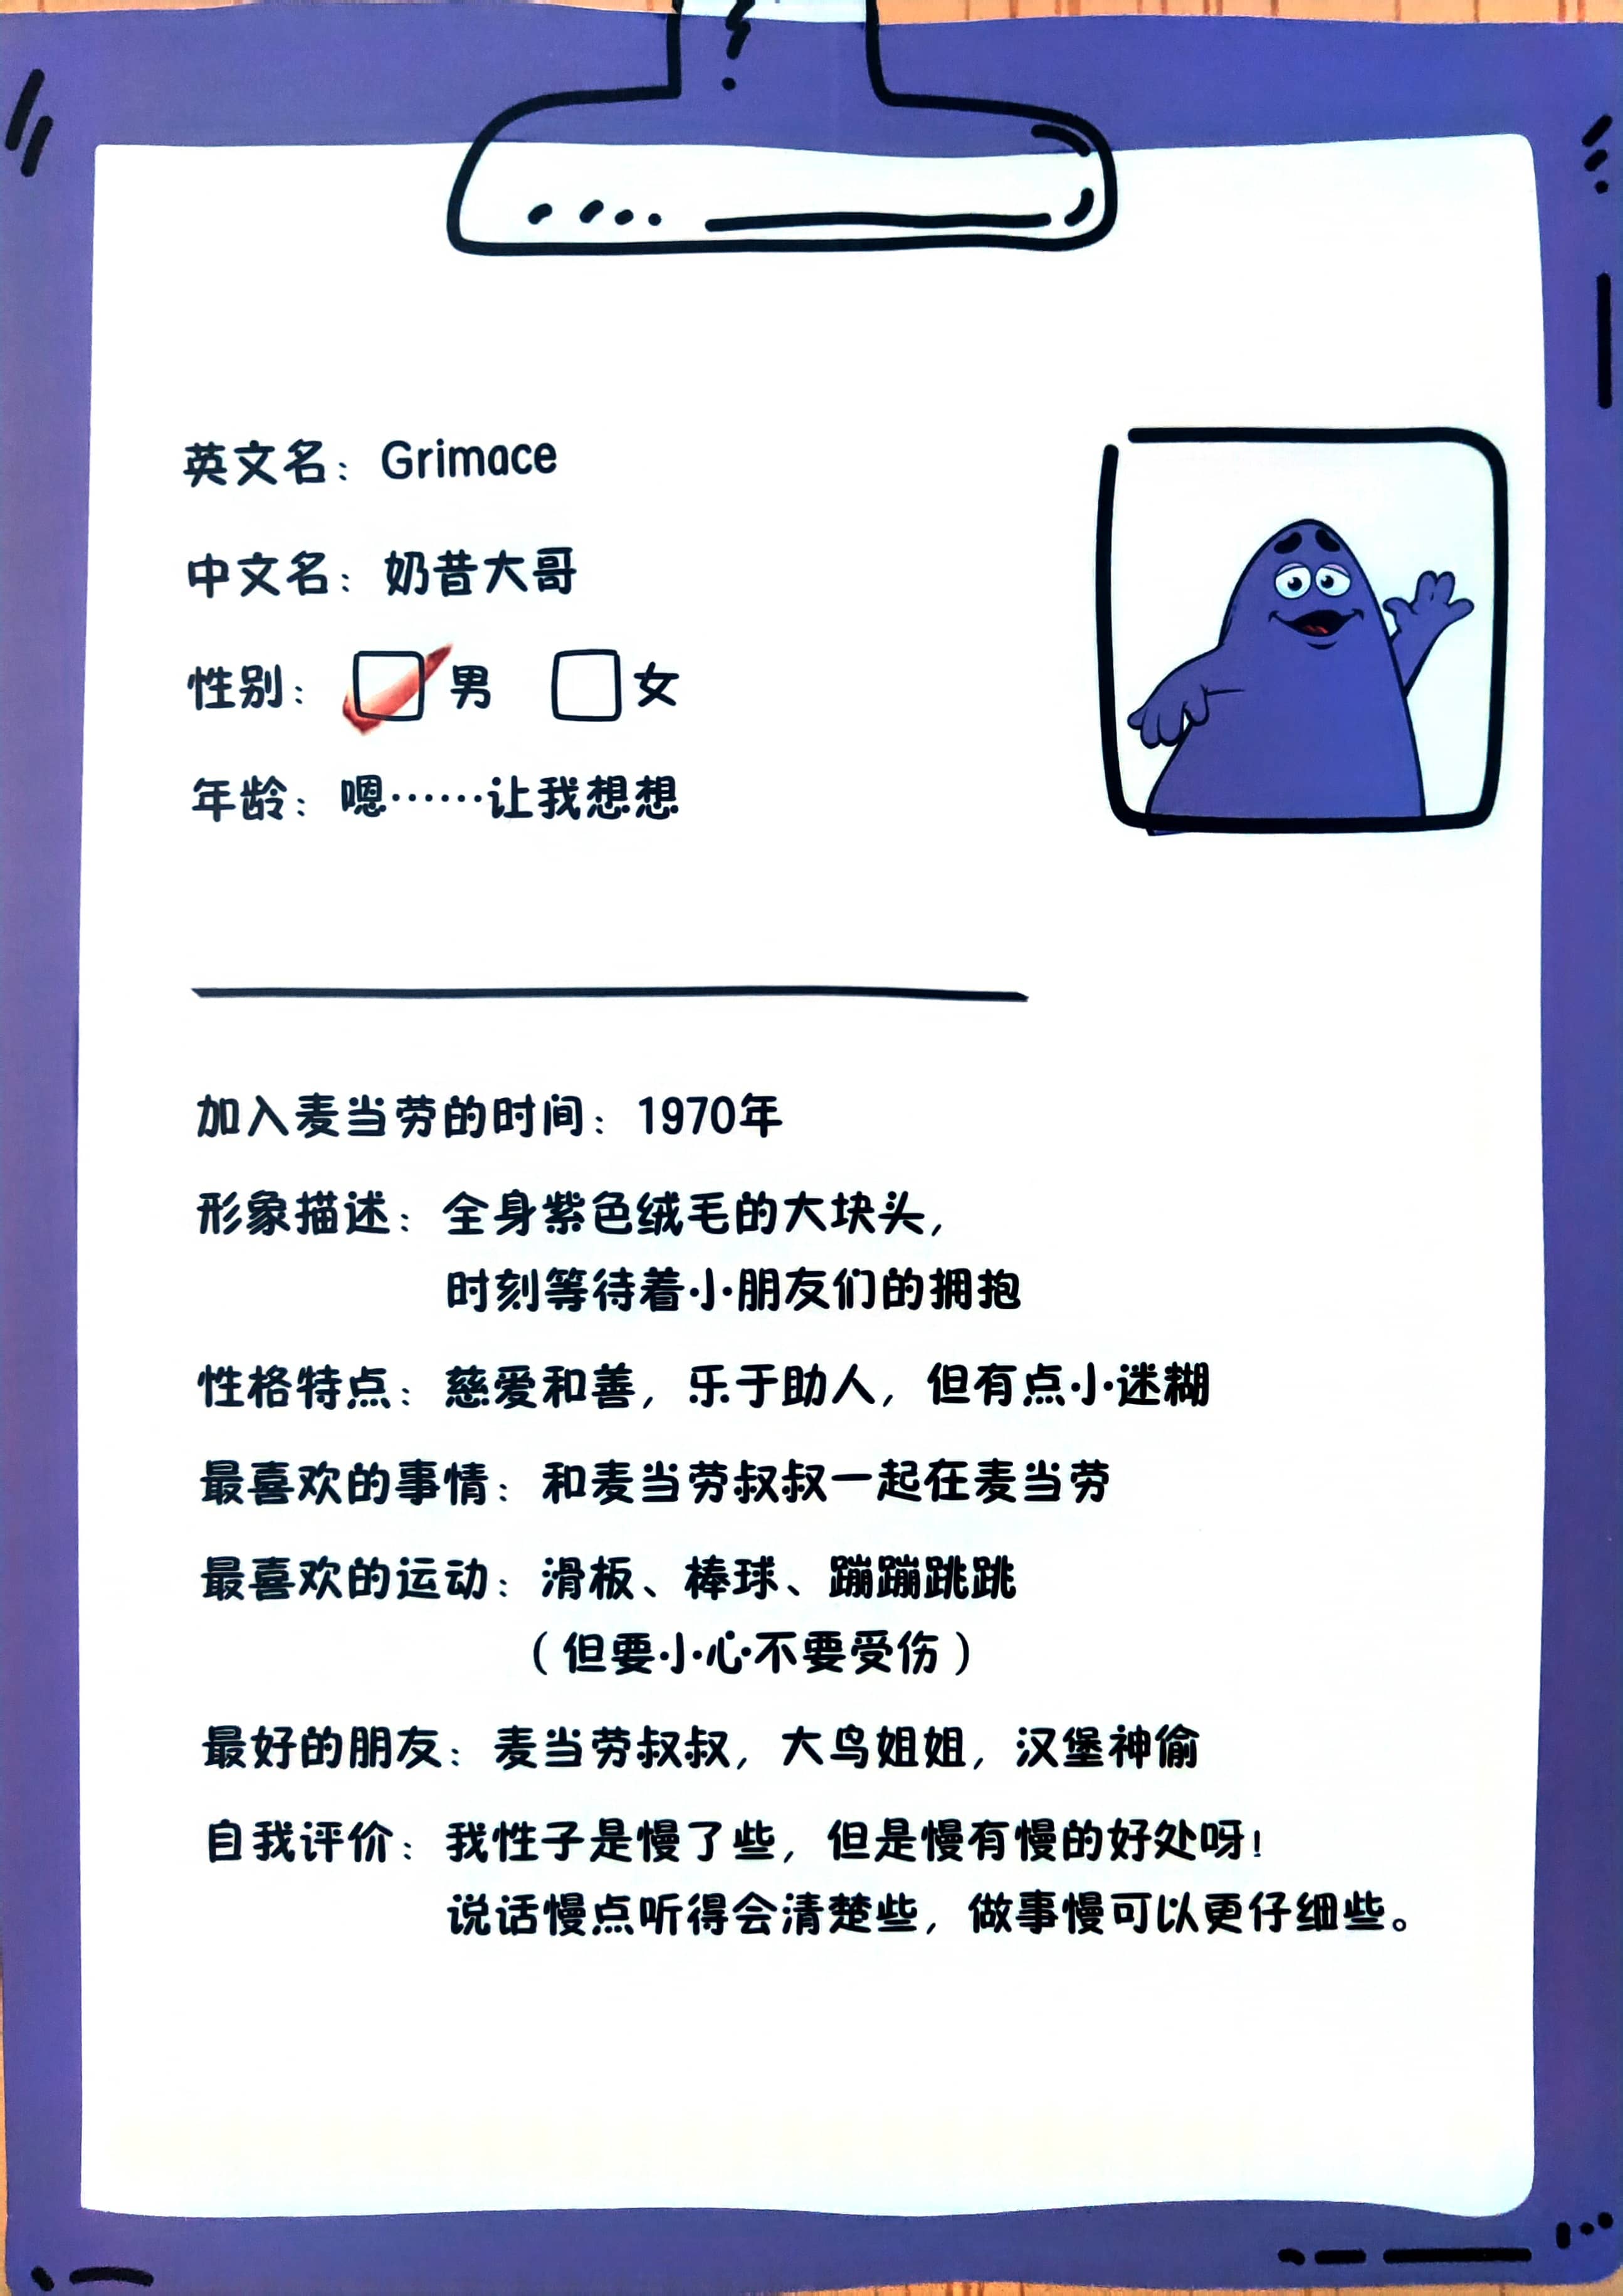 英文名：Grimace
中文名：奶昔大哥
性别： 男 女
年龄：嗯……让我想想
加入麦当劳的时间：1970年
形象描述：全身紫色绒毛的大块头，
时刻等待着小朋友们的拥抱
性格特点：慈爱和善，乐于助人，但有点小迷糊
最喜欢的事情：和麦当劳叔叔一起在麦当劳
最喜欢的运动：滑板、棒球、蹦蹦跳跳
（但要小心不要受伤）
最好的朋友：麦当劳叔叔，大鸟姐姐，汉堡神偷
自我评价：我性子是慢了些，但是慢有慢的好处呀！
说话慢点听得会清楚些，做事慢可以更仔细些。